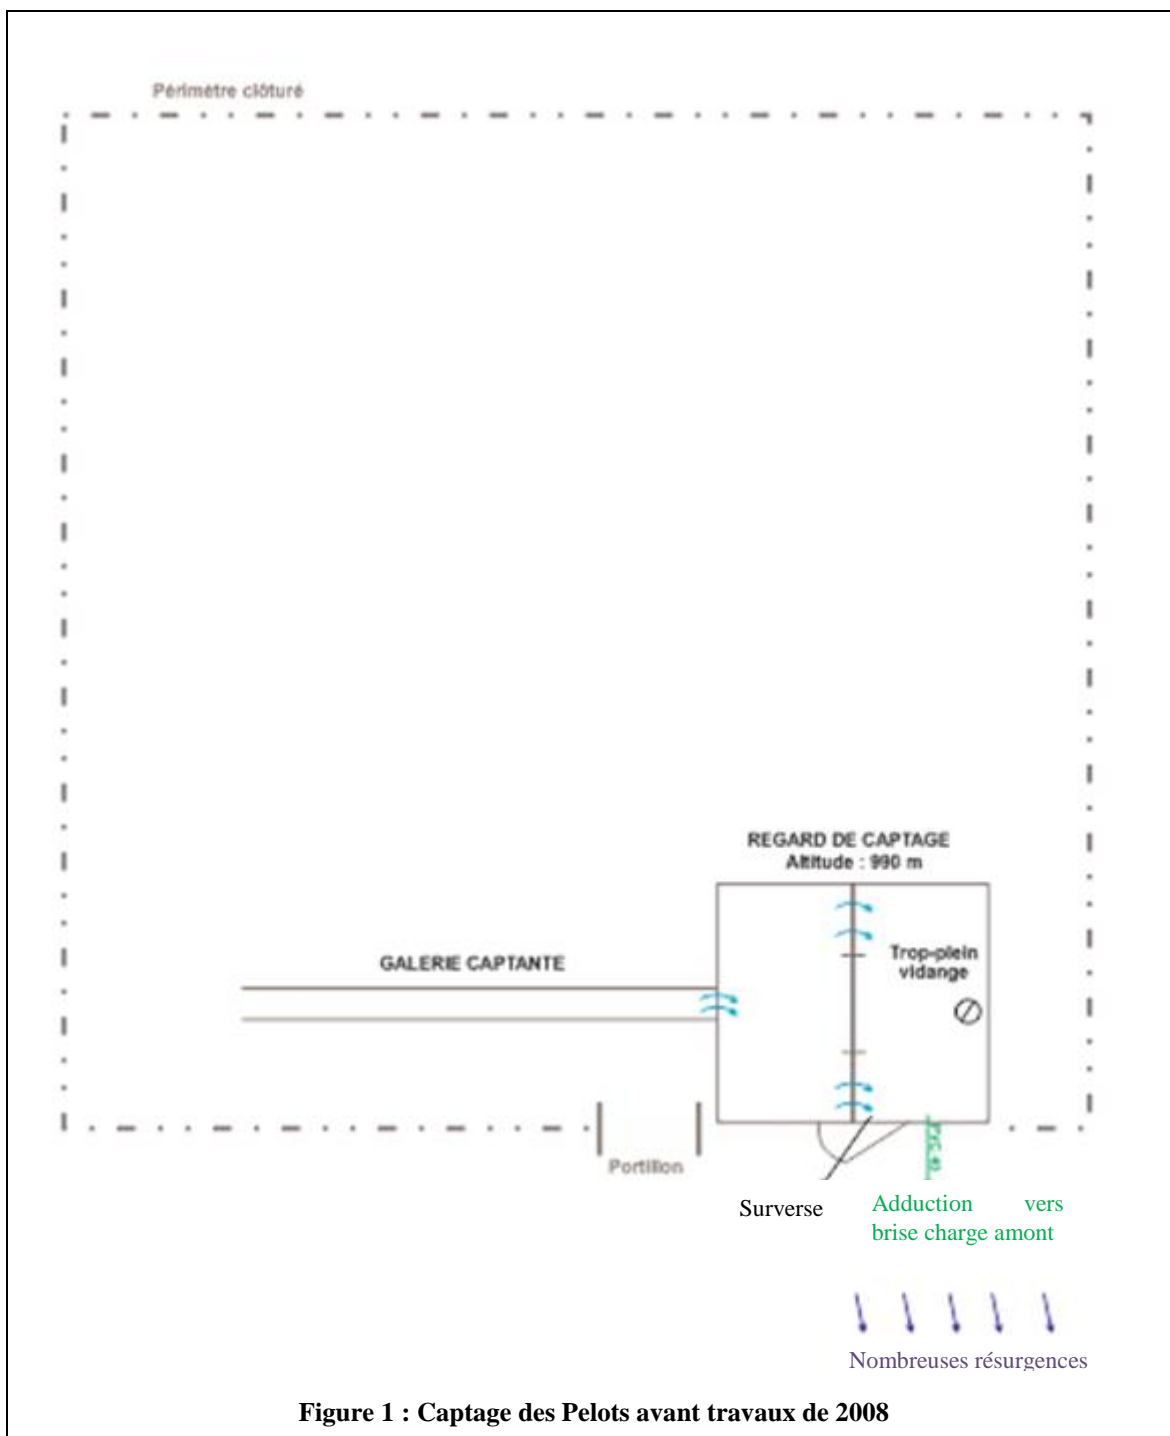 Périmètre clôturé
REGARD DE CAPTAGE
Altitude : 990 m
GALERIE CAPTANTE
Trop-plein
vidange
Portillon
Surverse
Adduction vers
brise charge amont
Nombreuses résurgences
Figure 1 : Captage des Pelots avant travaux de 2008